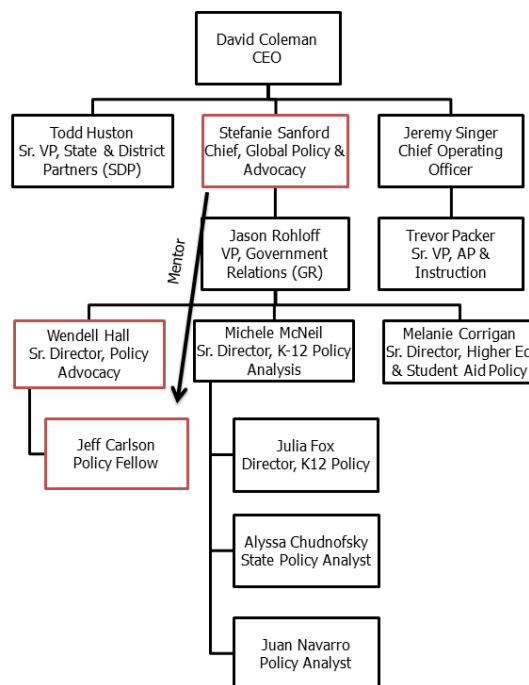 David Coleman
CEO
Todd Huston
Sr. VP, State & District
Partners (SDP)
Stefanie Sanford
Chief, Global Policy &
Advocacy
Jeremy Singer
Chief Operating
Officer
Mentor
Jason Rohloff
VP, Government
Relations (GR)
Trevor Packer
Sr. VP, AP &
Instruction
Wendell Hall
Sr. Director, Policy
Advocacy
Michele McNeil
Sr. Director, K-12 Policy
Analysis
Melanie Corrigan
Sr. Director, Higher Ed
& Student Aid Policy
Jeff Carlson
Policy Fellow
Julia Fox
Director, K12 Policy
Alyssa Chudnofsky
State Policy Analyst
Juan Navarro
Policy Analyst